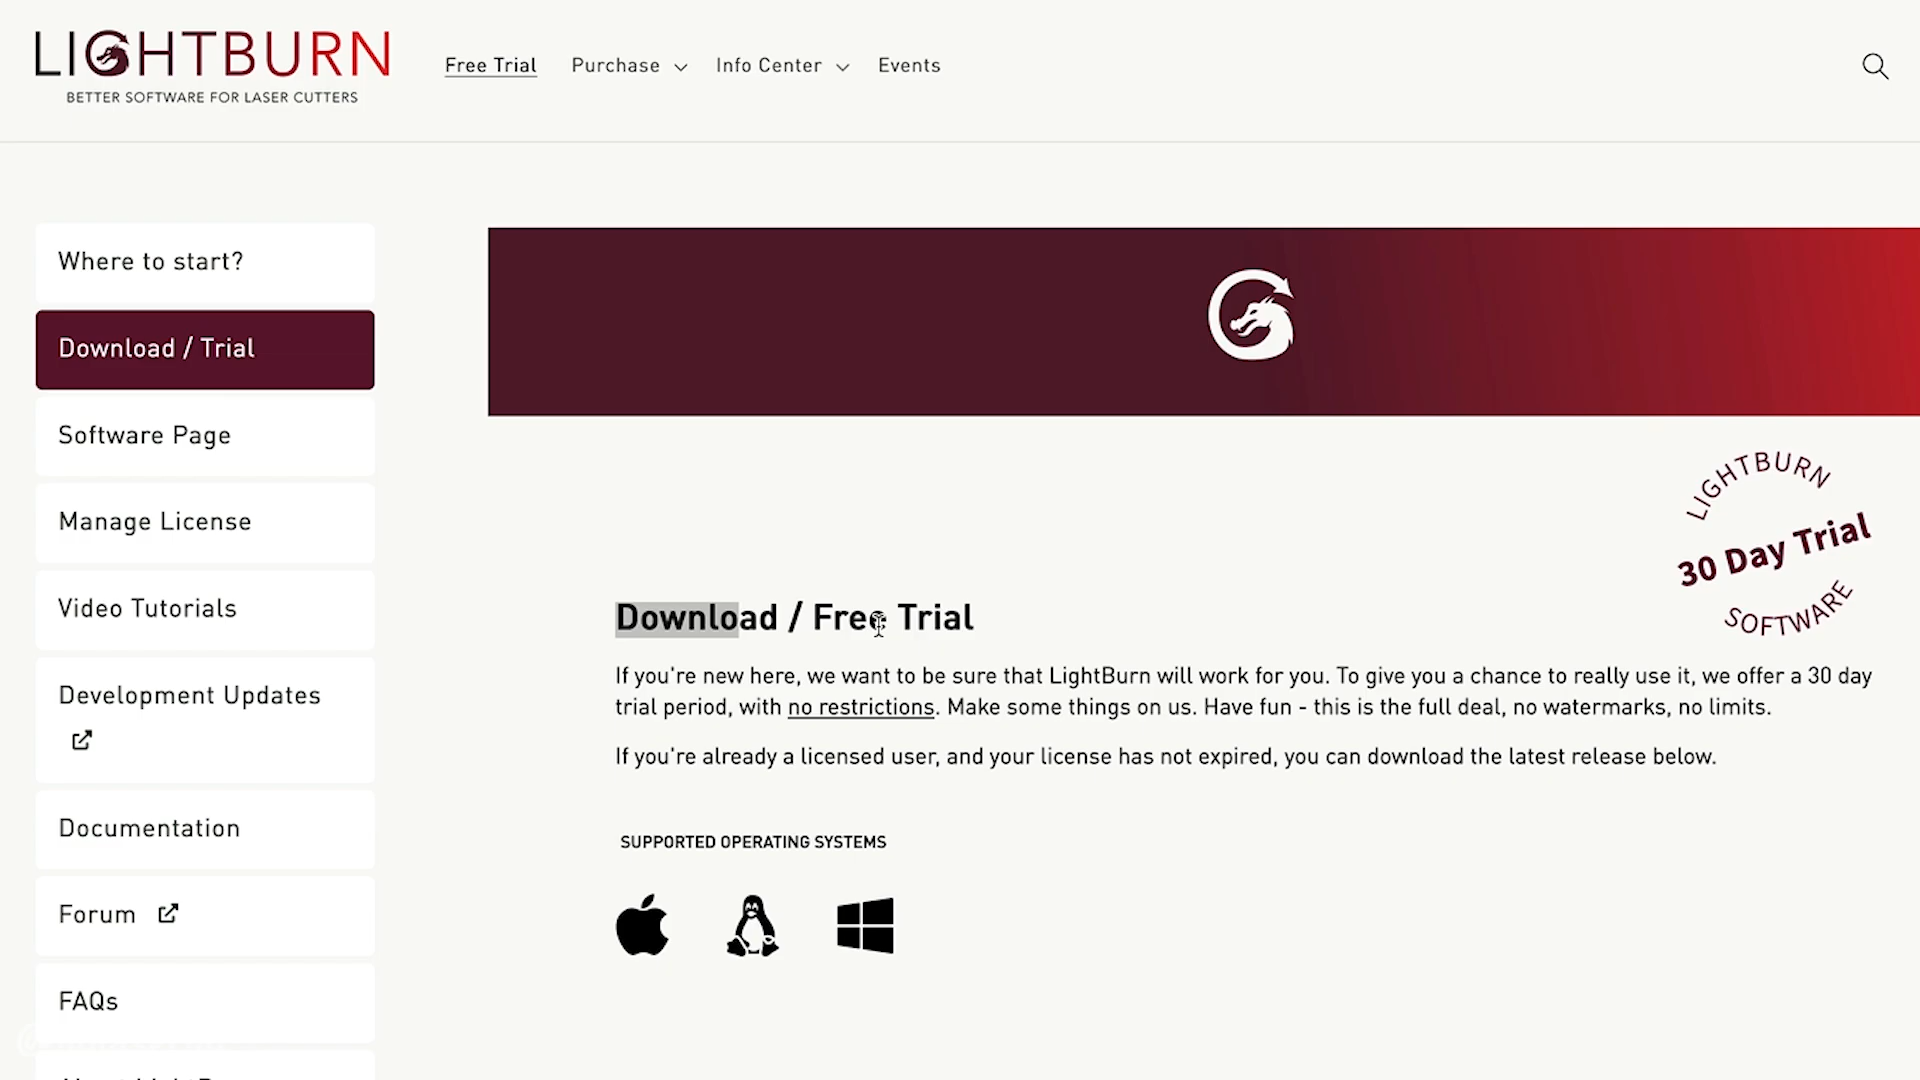 LIGHTBURN
BETTER SOFTWARE FOR LASER CUTTERS
Free Trial
Purchase
Info Center
Events
Where to start?
Download / Trial
Software Page
Manage License
Video Tutorials
Development Updates
Documentation
Forum
FAQs
LIGHTBURN
30 Day Trial
SOFTWARE
Download / Free Trial
If you're new here, we want to be sure that LightBurn will work for you. To give you a chance to really use it, we offer a 30 day
trial period, with no restrictions. Make some things on us. Have fun - this is the full deal, no watermarks, no limits.
If you're already a licensed user, and your license has not expired, you can download the latest release below.
SUPPORTED OPERATING SYSTEMS